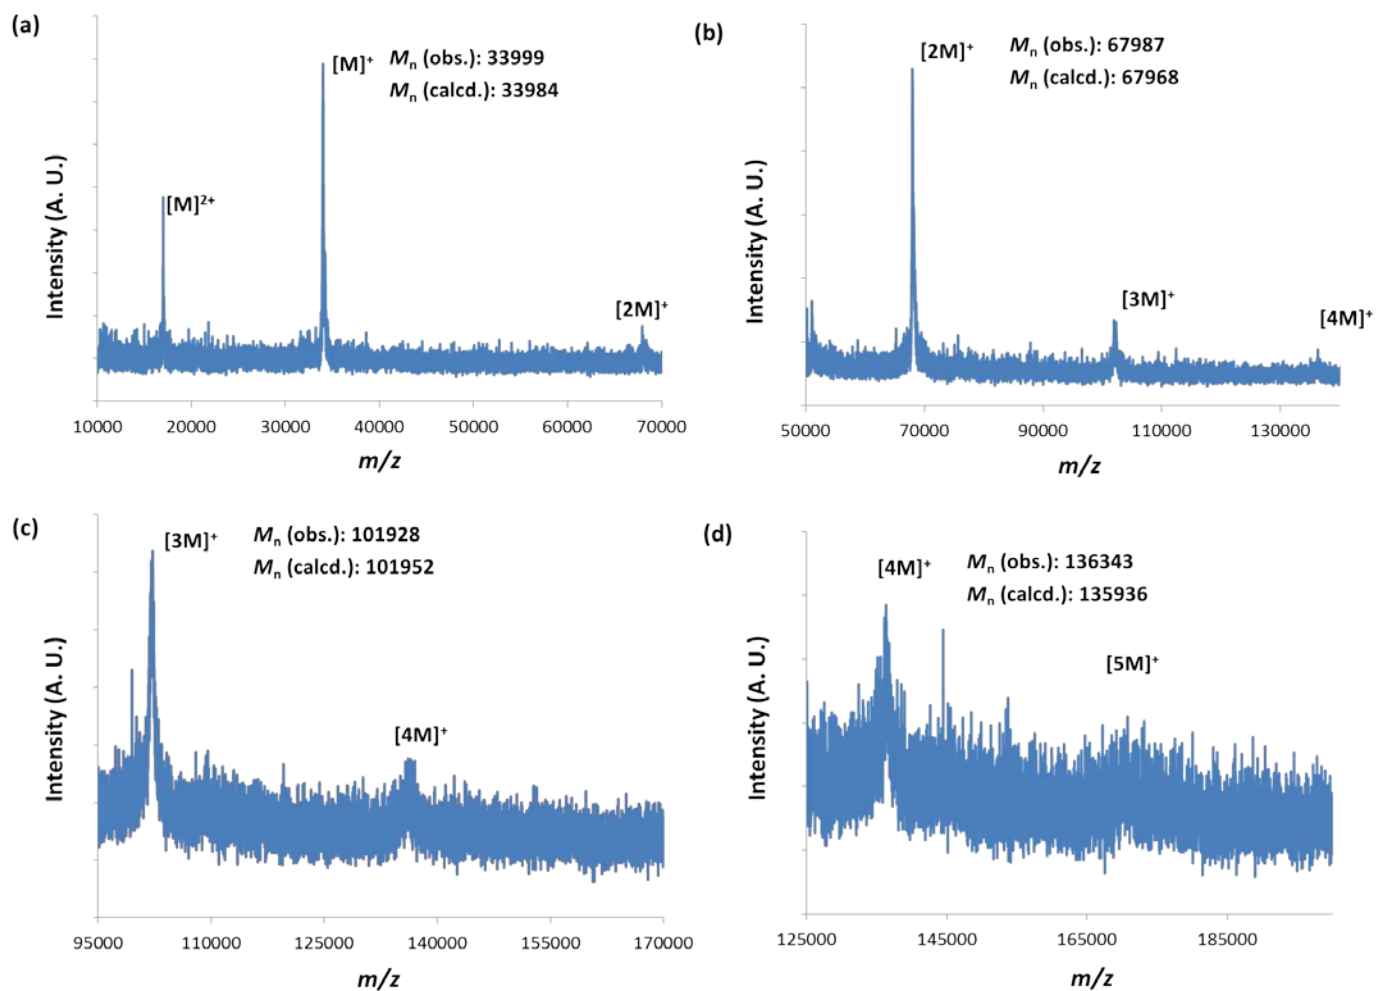 (a)
[M]⁺
Mn (obs.): 33999
Mn (calcd.): 33984
[M]²⁺
[2M]⁺
Intensity (A. U.)
10000 20000 30000 40000 50000 60000 70000
m/z
(b)
[2M]⁺
Mn (obs.): 67987
Mn (calcd.): 67968
[3M]⁺
[4M]⁺
Intensity (A. U.)
50000 70000 90000 110000 130000
m/z
(c)
[3M]⁺
Mn (obs.): 101928
Mn (calcd.): 101952
[4M]⁺
Intensity (A. U.)
95000 110000 125000 140000 155000 170000
m/z
(d)
[4M]⁺
Mn (obs.): 136343
Mn (calcd.): 135936
[5M]⁺
Intensity (A. U.)
125000 145000 165000 185000
m/z